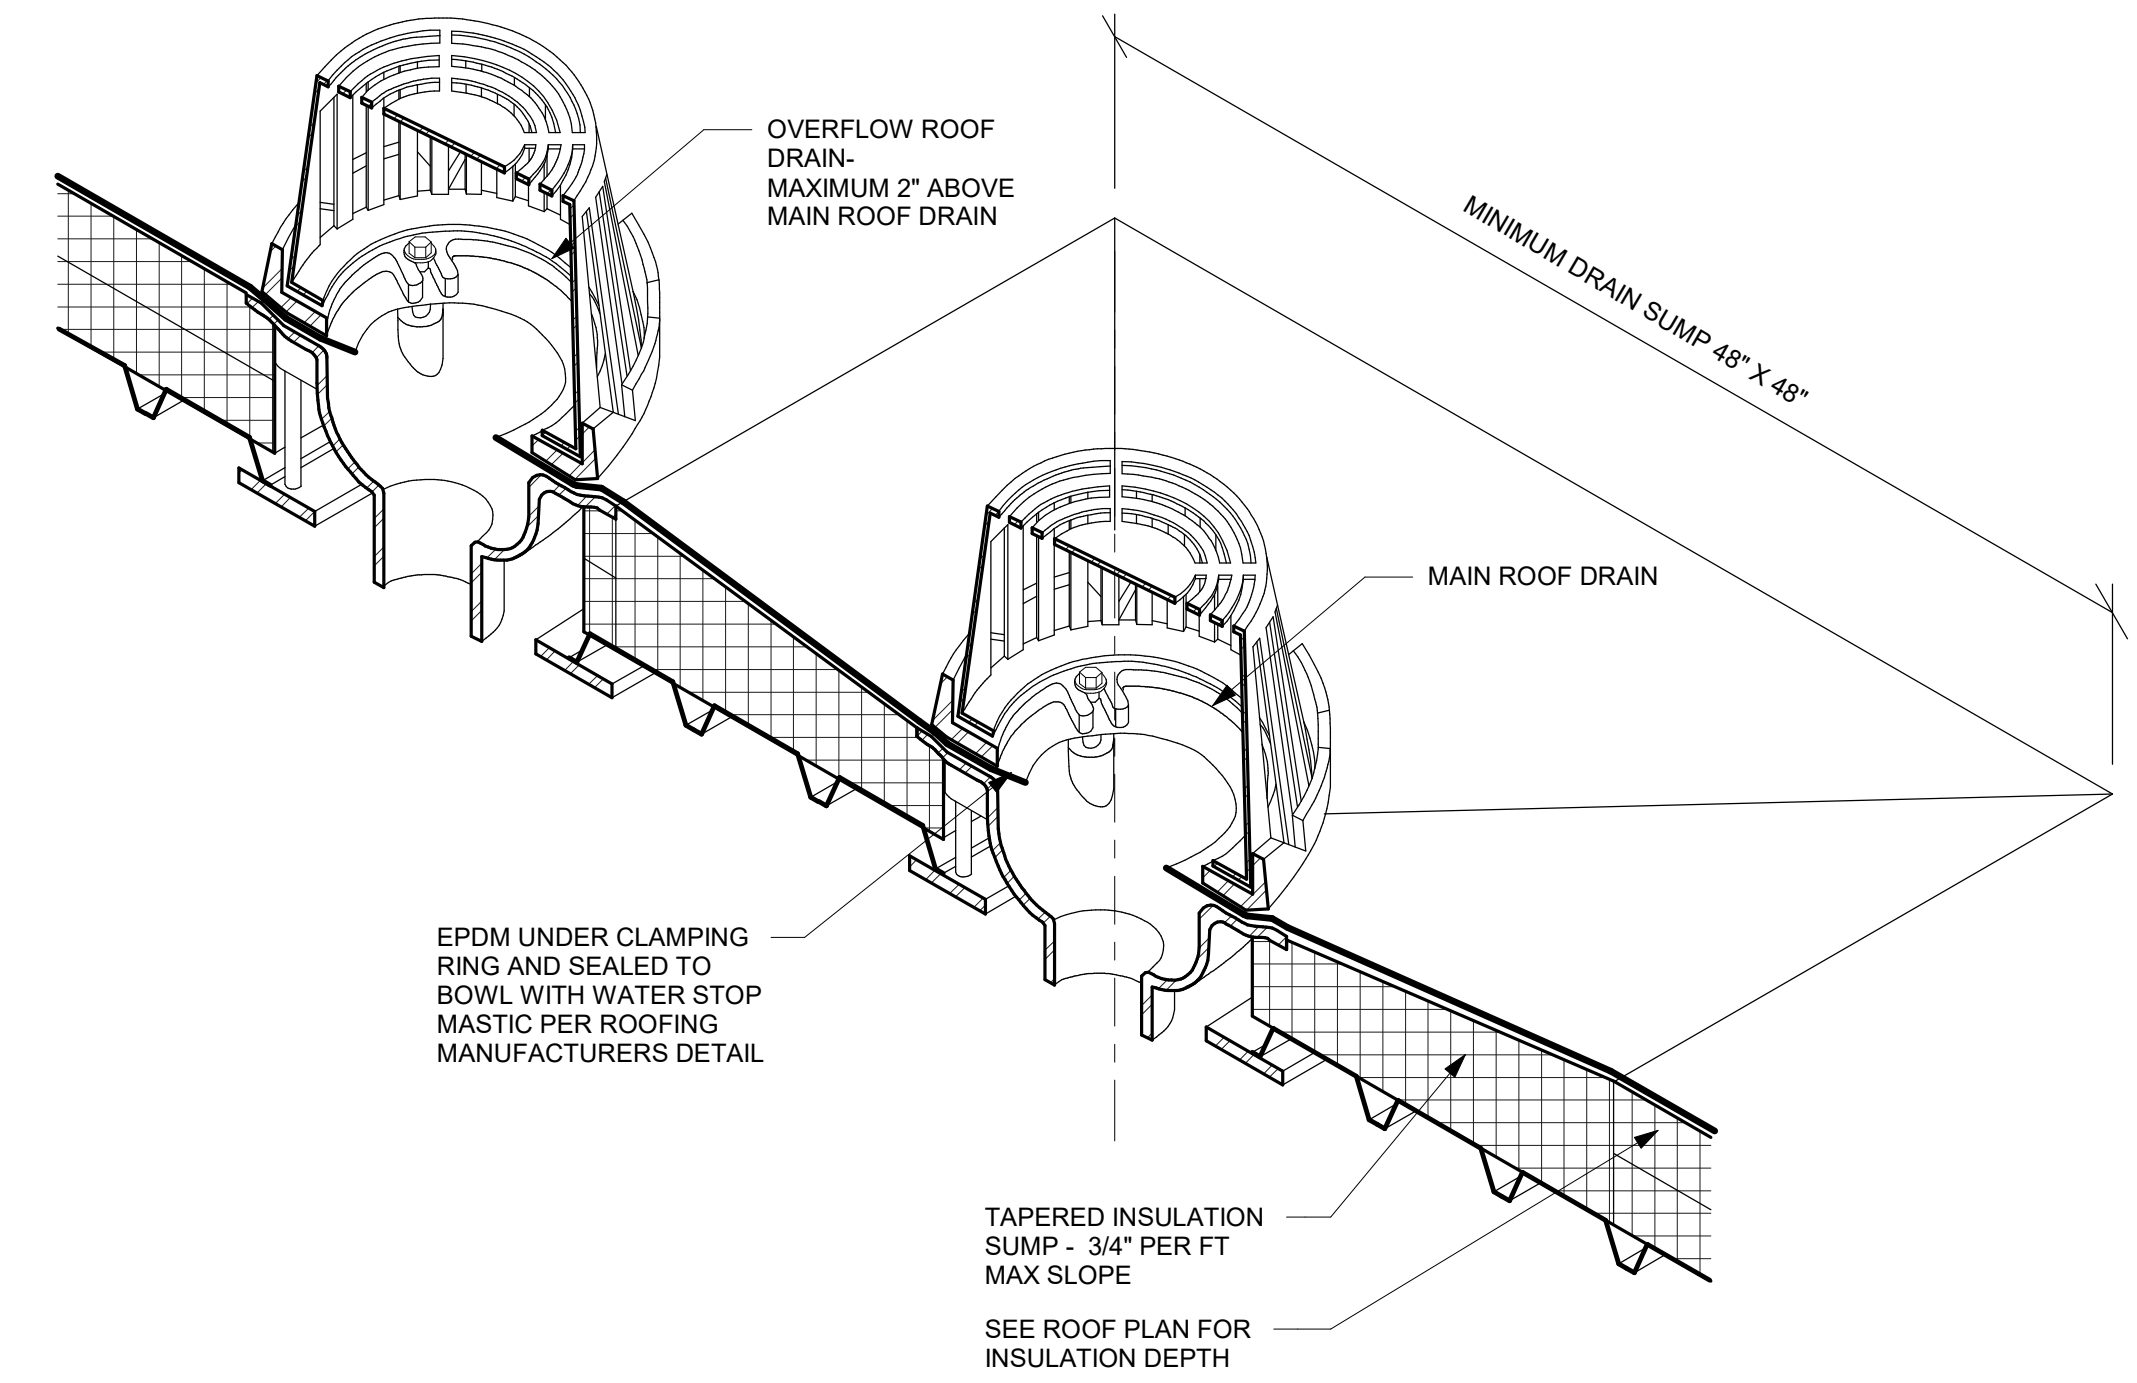 OVERFLOW ROOF
DRAIN-
MAXIMUM 2" ABOVE
MAIN ROOF DRAIN
MINIMUM DRAIN SUMP 48" X 48"
MAIN ROOF DRAIN
EPDM UNDER CLAMPING
RING AND SEALED TO
BOWL WITH WATER STOP
MASTIC PER ROOFING
MANUFACTURERS DETAIL
TAPERED INSULATION
SUMP - 3/4" PER FT
MAX SLOPE
SEE ROOF PLAN FOR
INSULATION DEPTH